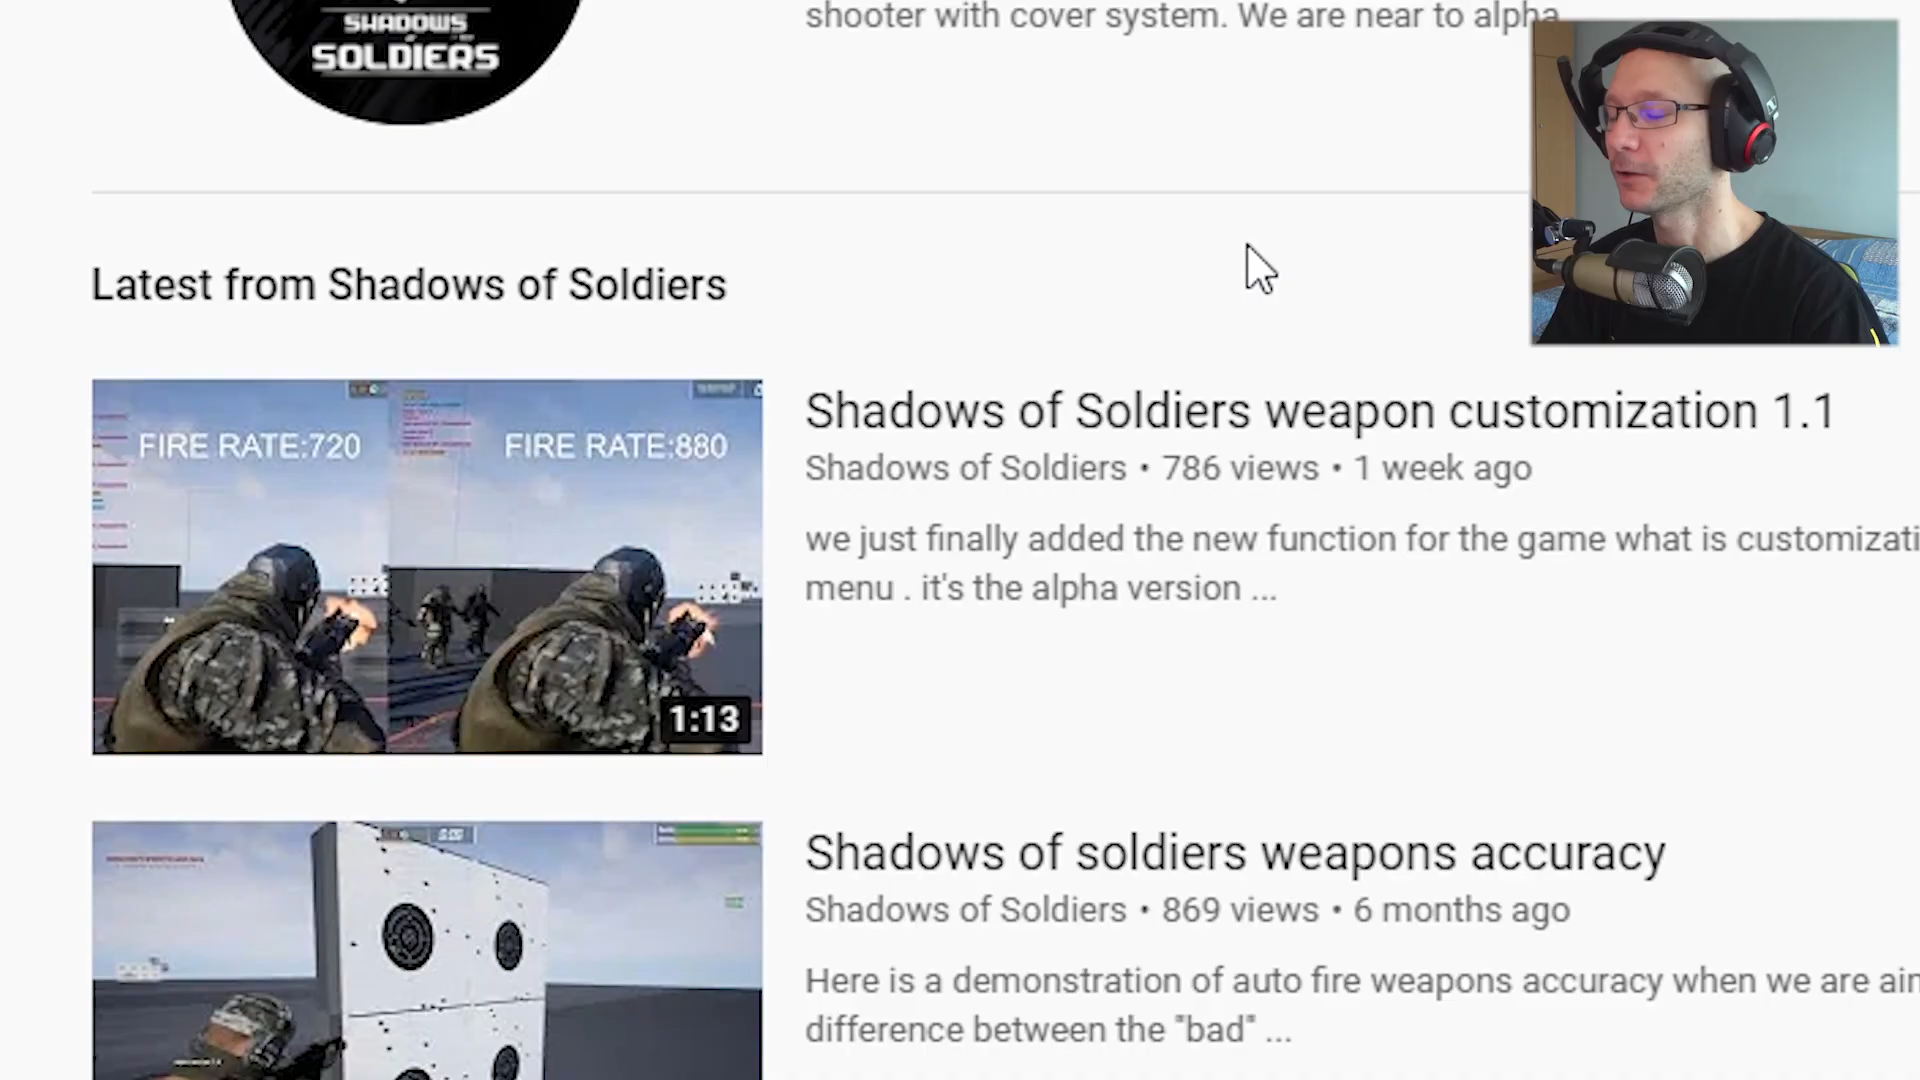 SHADOWS
SOLDIERS
shooter with cover system. We are near to alpha
Latest from Shadows of Soldiers
FIRE RATE:720
FIRE RATE:880
1:13
Shadows of Soldiers weapon customization 1.1
Shadows of Soldiers • 786 views • 1 week ago
we just finally added the new function for the game what is customizati
menu . it's the alpha version ...
Shadows of soldiers weapons accuracy
Shadows of Soldiers • 869 views • 6 months ago
Here is a demonstration of auto fire weapons accuracy when we are aim
difference between the "bad" ...